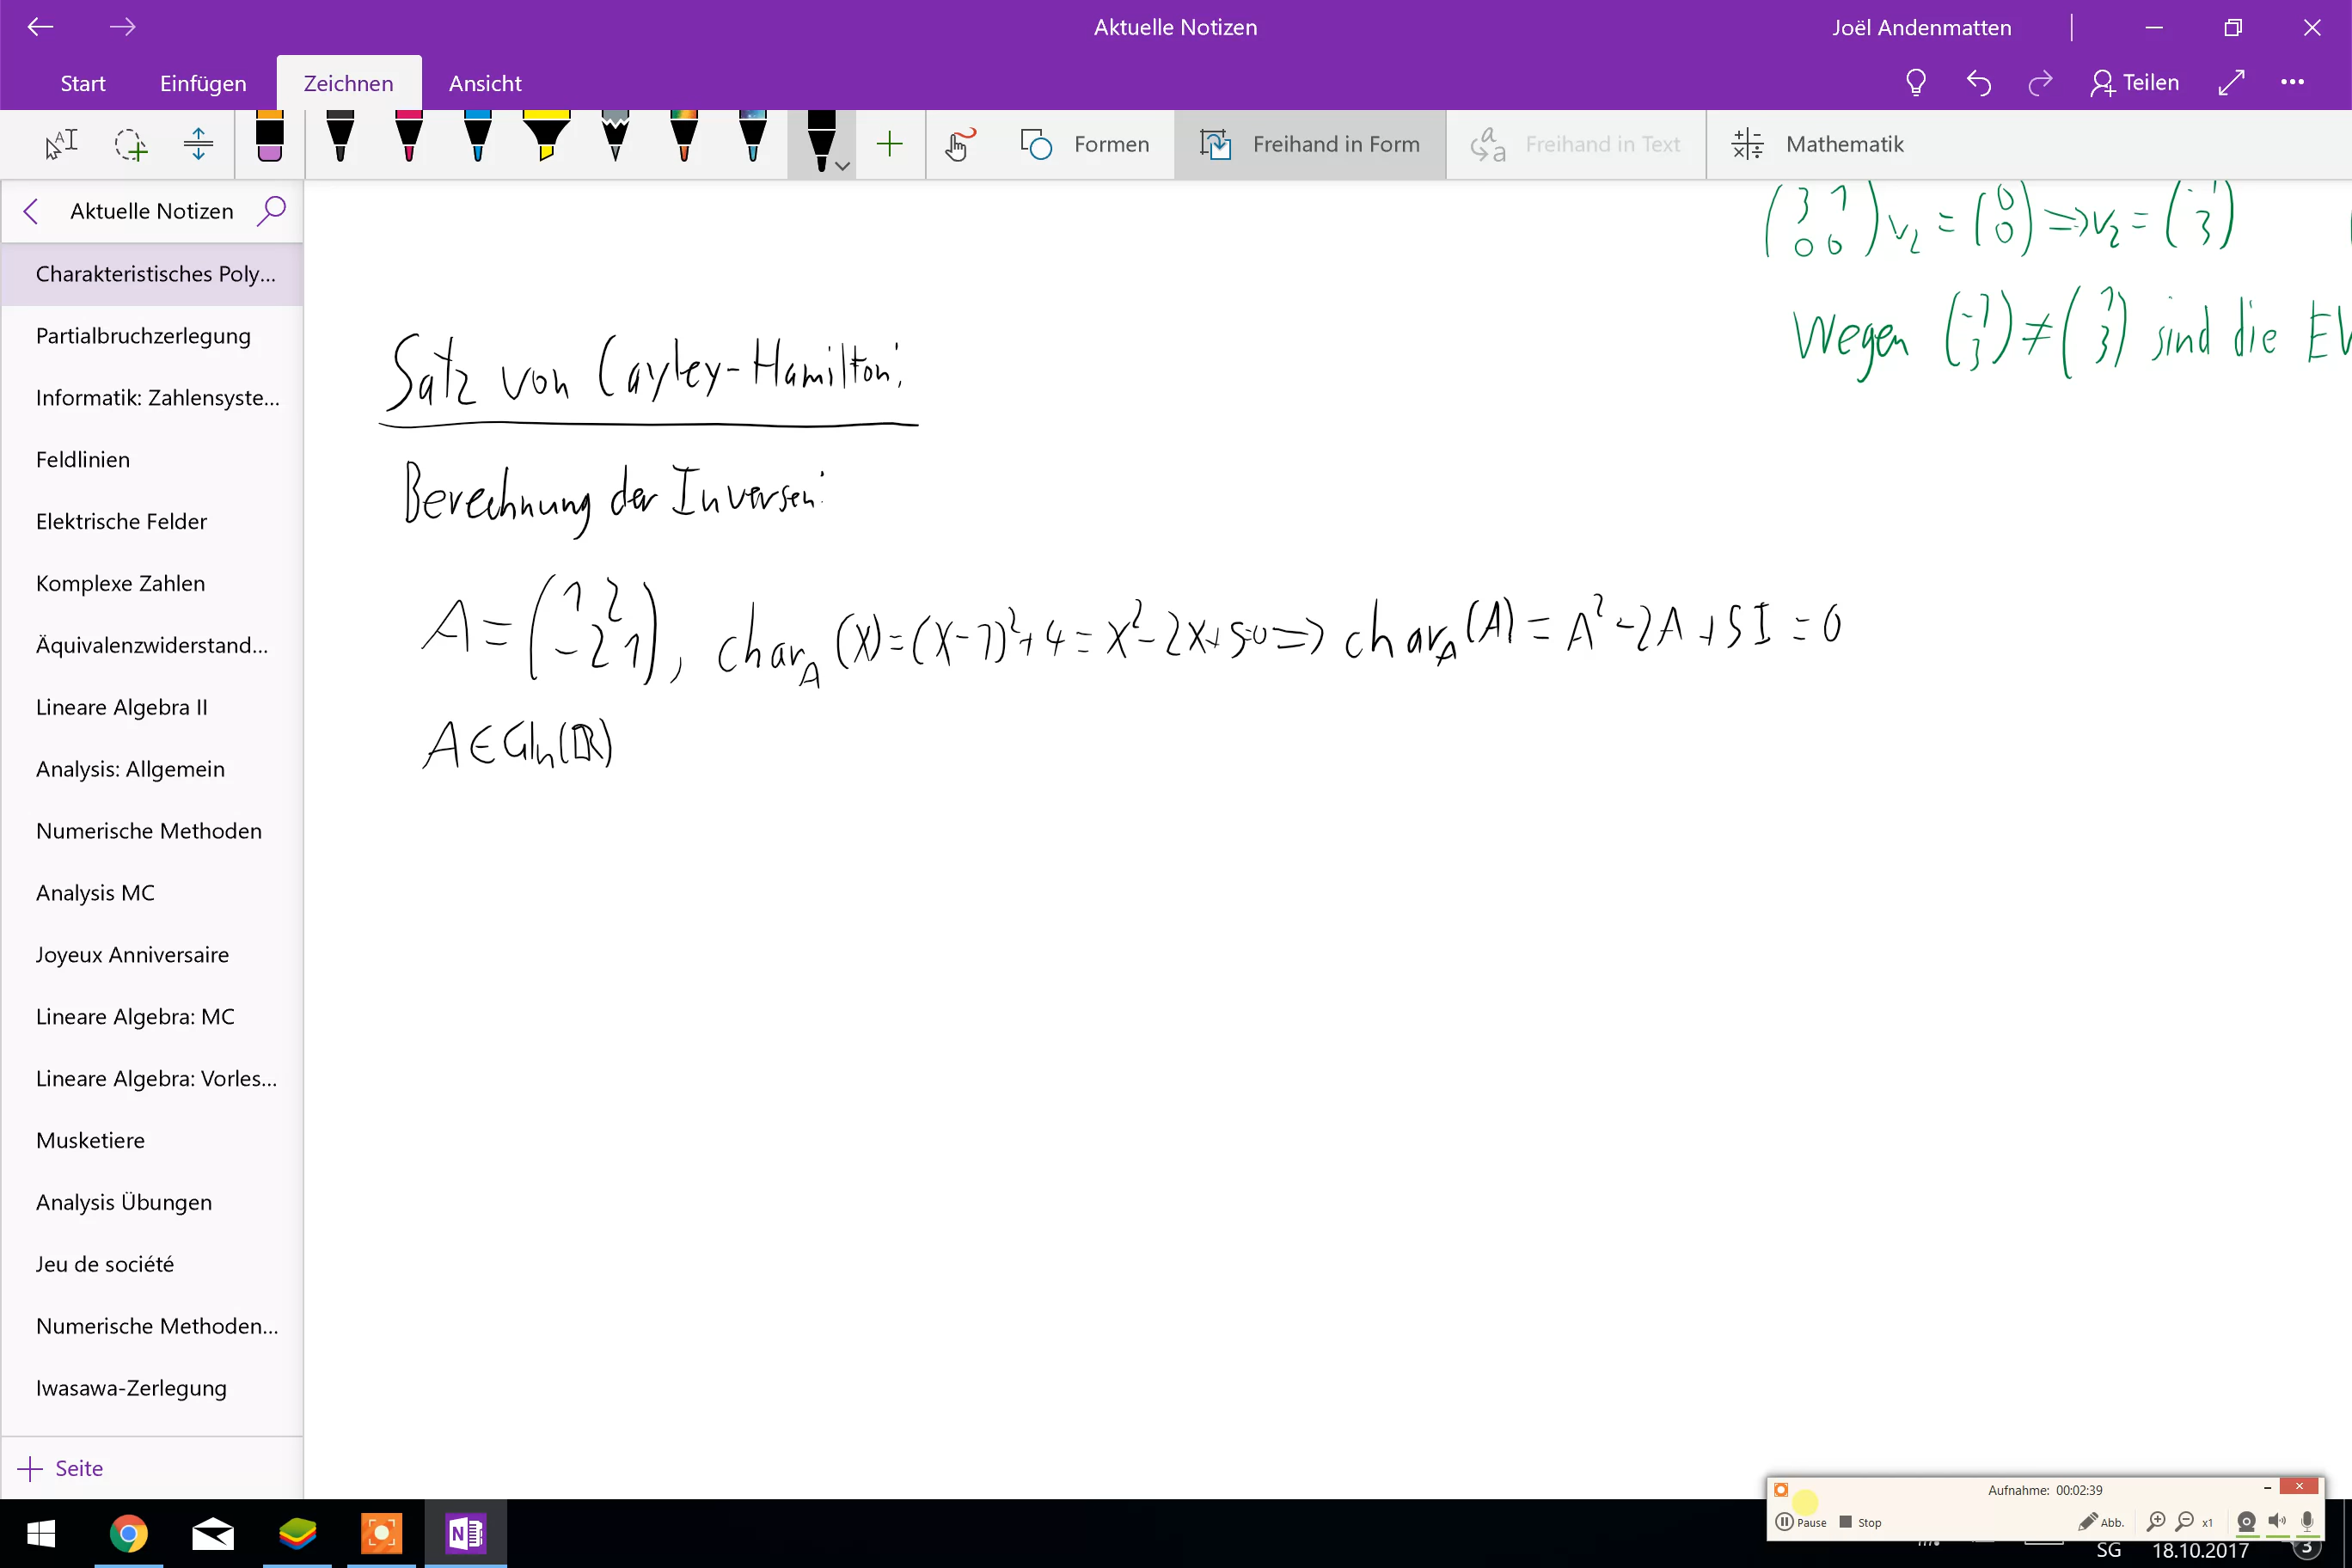 Aktuelle Notizen
Joël Andenmatten
Start Einfügen Zeichnen Ansicht
Teilen
Formen Freihand in Form Freihand in Text Mathematik
Aktuelle Notizen
Charakteristisches Poly...
Partialbruchzerlegung
Informatik: Zahlensyste...
Feldlinien
Elektrische Felder
Komplexe Zahlen
Äquivalenzwiderstand...
Lineare Algebra II
Analysis: Allgemein
Numerische Methoden
Analysis MC
Joyeux Anniversaire
Lineare Algebra: MC
Lineare Algebra: Vorles...
Musketiere
Analysis Übungen
Jeu de société
Numerische Methoden...
Iwasawa-Zerlegung
Seite
(3 1; 0 0) v₂ = (0; 0) ⇒ v₂ = (-1; 3)
Wegen (-1; 3) ≠ (1; 3) sind die EV
Satz von Cayley-Hamilton:
Berechnung der Inversen:
A = (1 2; -2 1), char_A (X) = (X-1)² + 4 = X² - 2X + 5 = 0 ⇒ char_A (A) = A² - 2A + 5I = 0
A ∈ Gln(ℝ)
Aufnahme: 00:02:39
Pause Stop Abb. x1
SG 18.10.2017 3